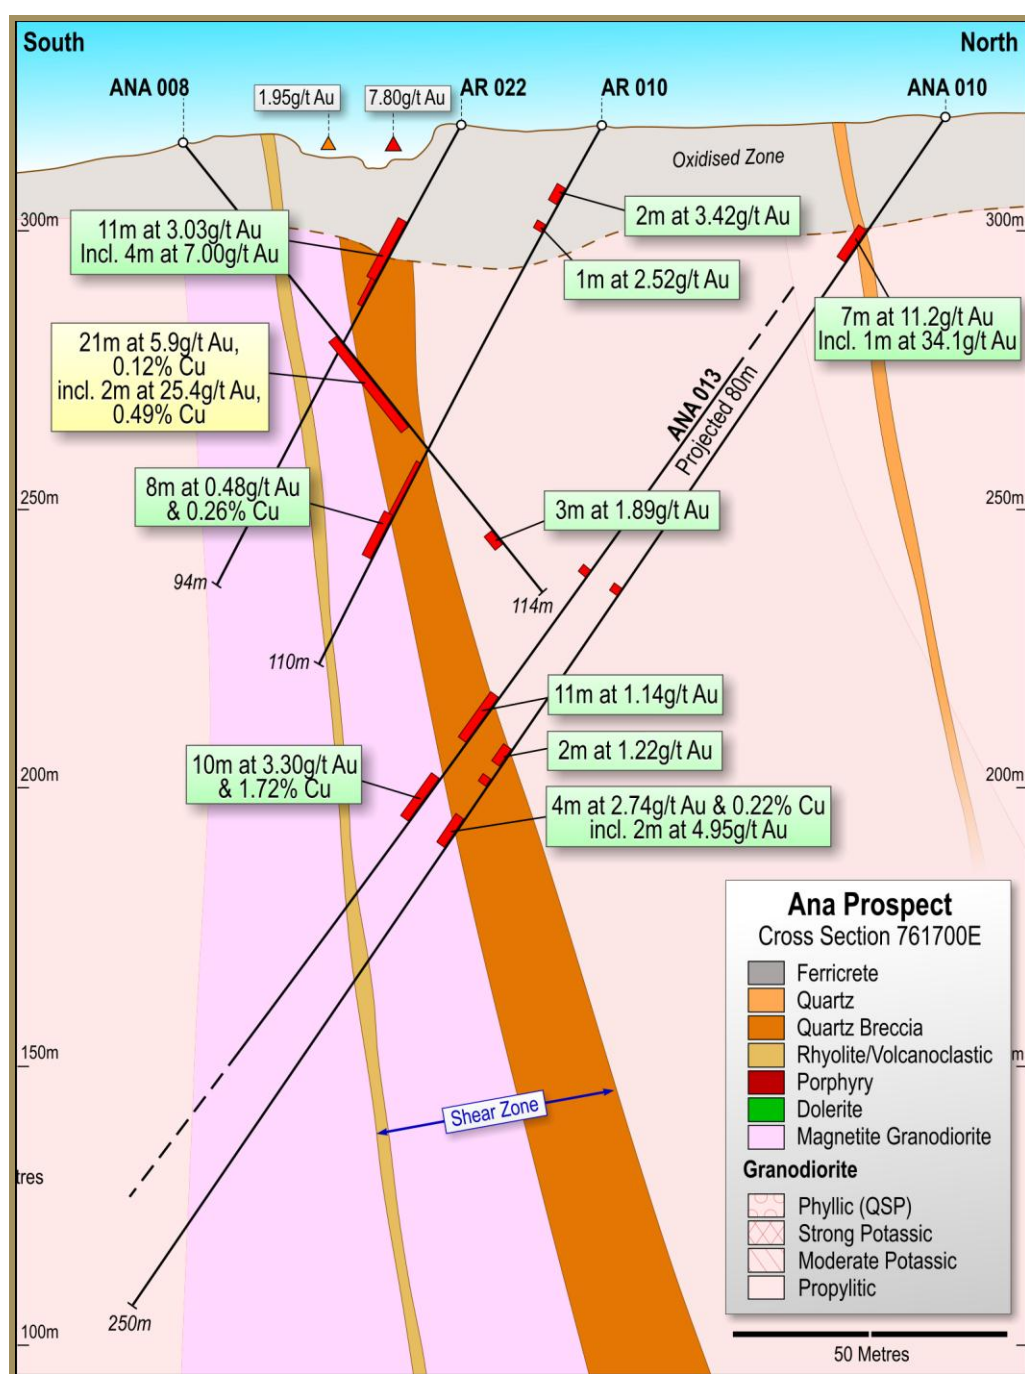 South
North
ANA 008
1.95g/t Au
7.80g/t Au
AR 022
AR 010
ANA 010
Oxidised Zone
300m
300m
11m at 3.03g/t Au
Incl. 4m at 7.00g/t Au
2m at 3.42g/t Au
1m at 2.52g/t Au
7m at 11.2g/t Au
Incl. 1m at 34.1g/t Au
21m at 5.9g/t Au,
0.12% Cu
incl. 2m at 25.4g/t Au,
0.49% Cu
ANA 013
Projected 80m
8m at 0.48g/t Au
& 0.26% Cu
250m
250m
3m at 1.89g/t Au
94m
114m
110m
11m at 1.14g/t Au
2m at 1.22g/t Au
10m at 3.30g/t Au
& 1.72% Cu
200m
200m
4m at 2.74g/t Au & 0.22% Cu
incl. 2m at 4.95g/t Au
Ana Prospect
Cross Section 761700E
Ferricrete
Quartz
Quartz Breccia
Rhyolite/Volcanoclastic
Porphyry
Dolerite
Magnetite Granodiorite
Granodiorite
Phyllic (QSP)
Strong Potassic
Moderate Potassic
Propylitic
150m
m
Shear Zone
tres
250m
100m
50 Metres